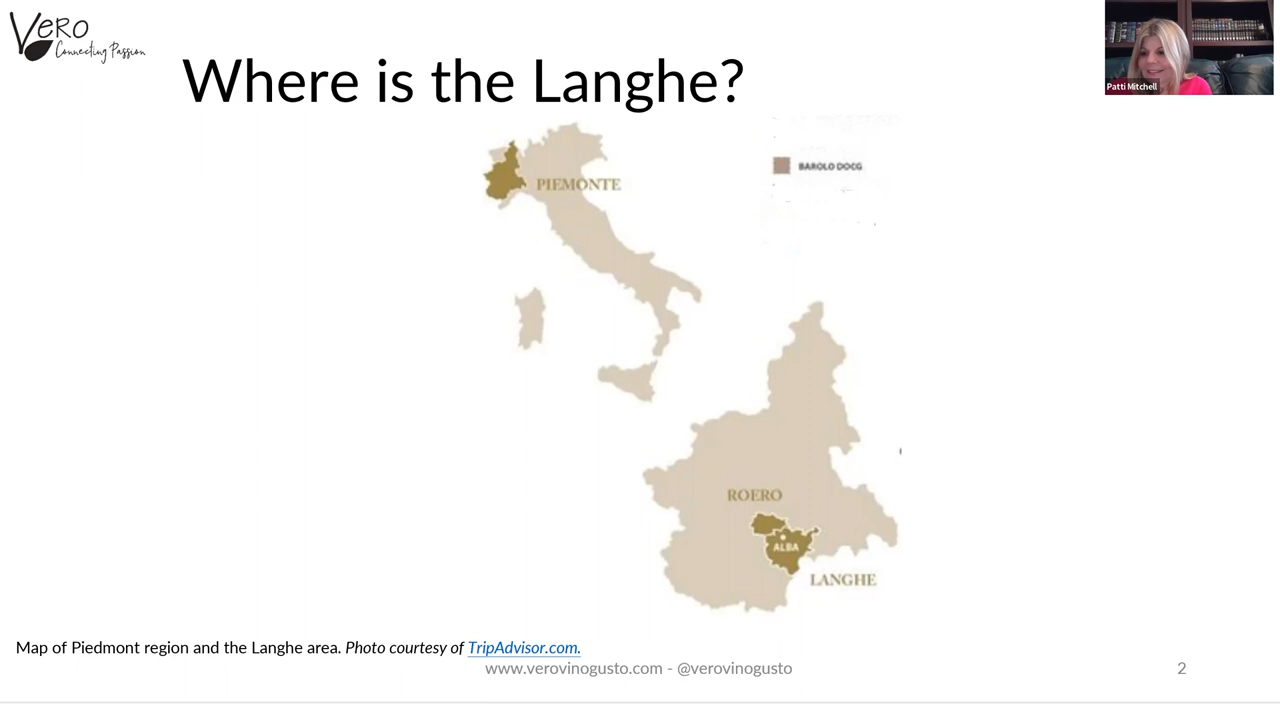 VERO
Connecting Passion
Where is the Langhe?
Patti Mitchell
PIEMONTE
BAROLO DOCG
ROERO
ALBA
LANGHE
Map of Piedmont region and the Langhe area. Photo courtesy of TripAdvisor.com.
www.verovinogusto.com - @verovinogusto
2